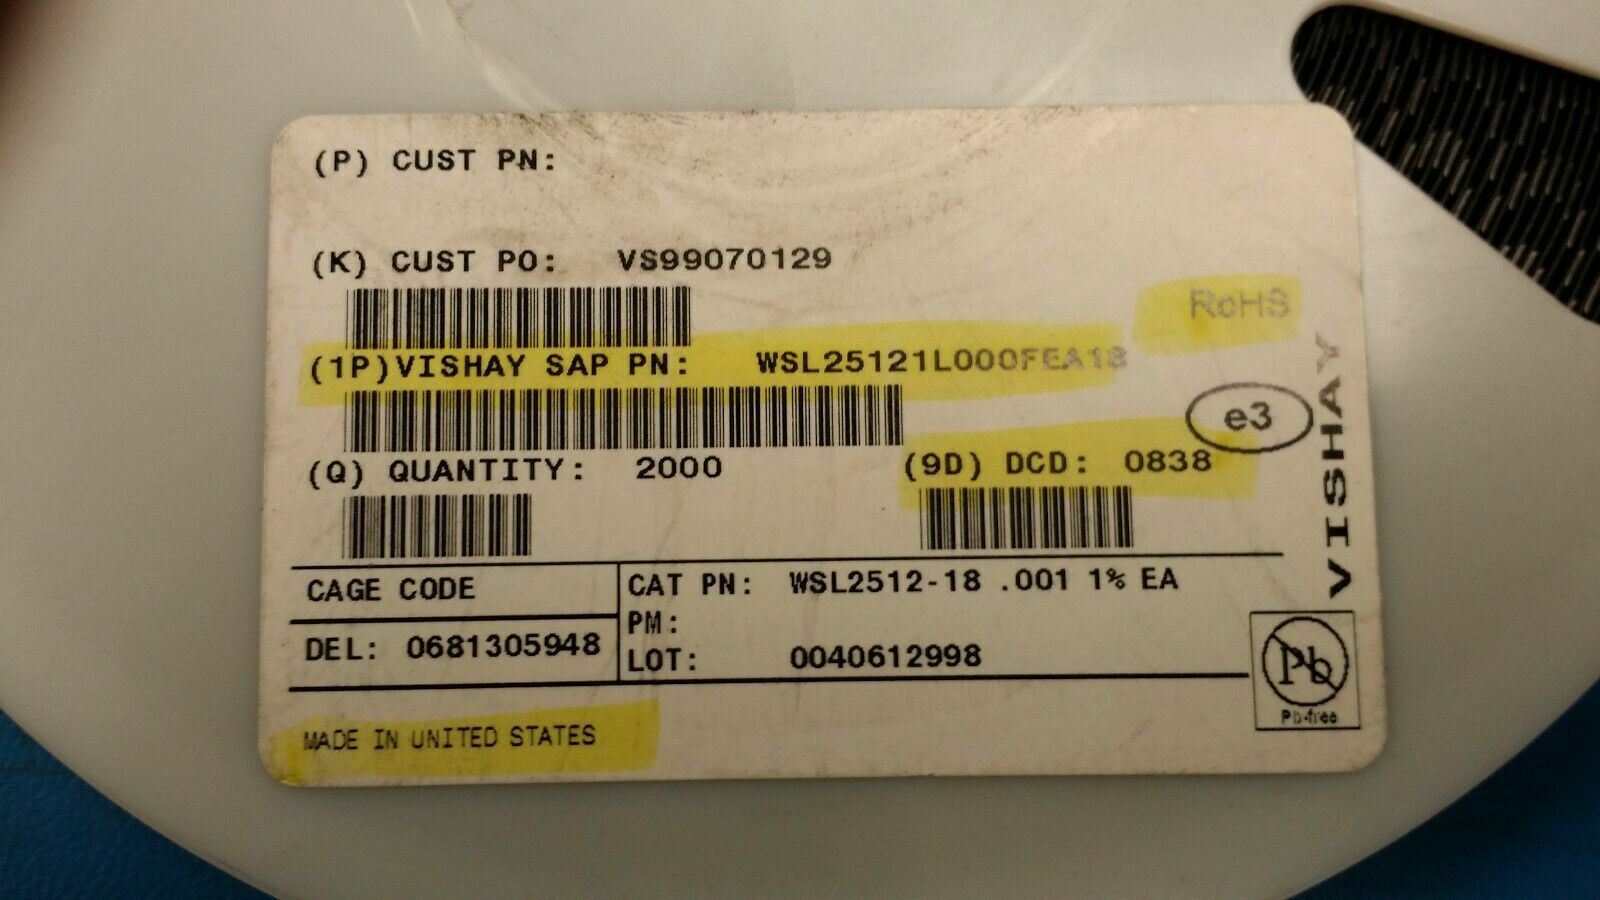 (P) CUST PN:
(K) CUST PO: VS99070129
RoHS
(1P)VISHAY SAP PN: WSL25121L000FEA18
e3
VISHAY
(Q) QUANTITY: 2000 (9D) DCD: 0838
CAGE CODE
CAT PN: WSL2512-18 .001 1% EA
PM:
DEL: 0681305948
LOT: 0040612998
Pb
Pb-free
MADE IN UNITED STATES